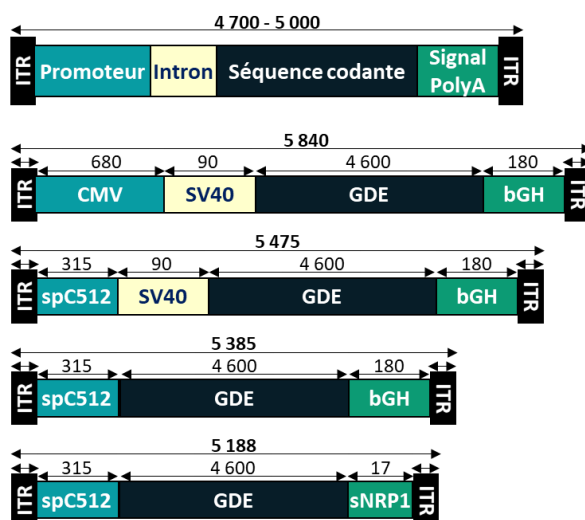 4 700 - 5 000
ITR Promoteur Intron Séquence codante Signal PolyA ITR
5 840
680 90 4 600 180
ITR CMV SV40 GDE bGH ITR
5 475
315 90 4 600 180
ITR spC512 SV40 GDE bGH ITR
5 385
315 4 600 180
ITR spC512 GDE bGH ITR
5 188
315 4 600 17
ITR spC512 GDE sNRP1 ITR